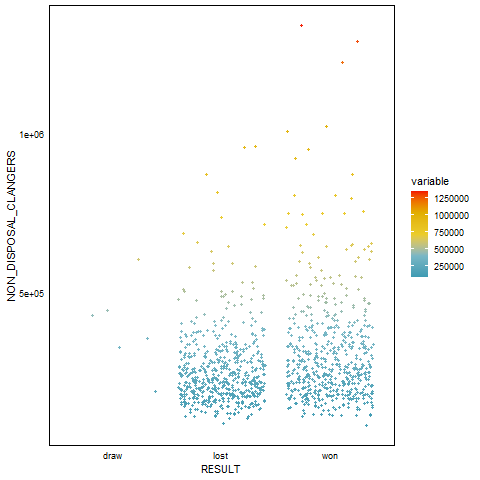 NON_DISPOSAL_CLANGERS
1e+06
5e+05
draw
lost
won
RESULT
variable
1250000
1000000
750000
500000
250000